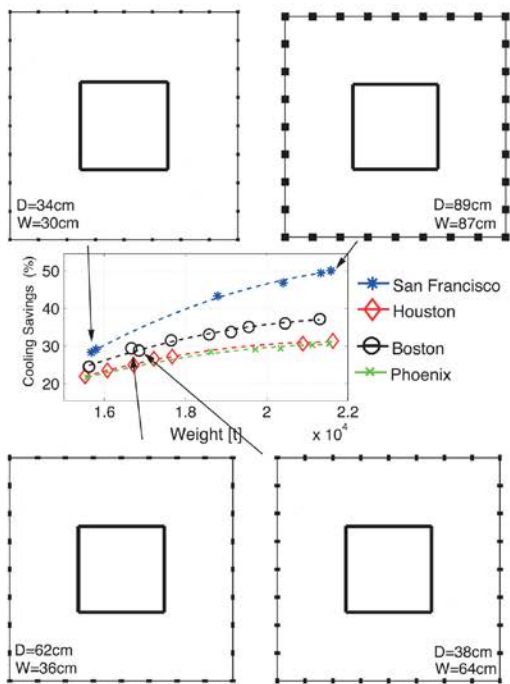 D=34cm
W=30cm
D=89cm
W=87cm
Cooling Savings (%)
50
40
30
20
1.6
1.8
2
2.2
Weight [t]
x 10^4
San Francisco
Houston
Boston
Phoenix
D=62cm
W=36cm
D=38cm
W=64cm